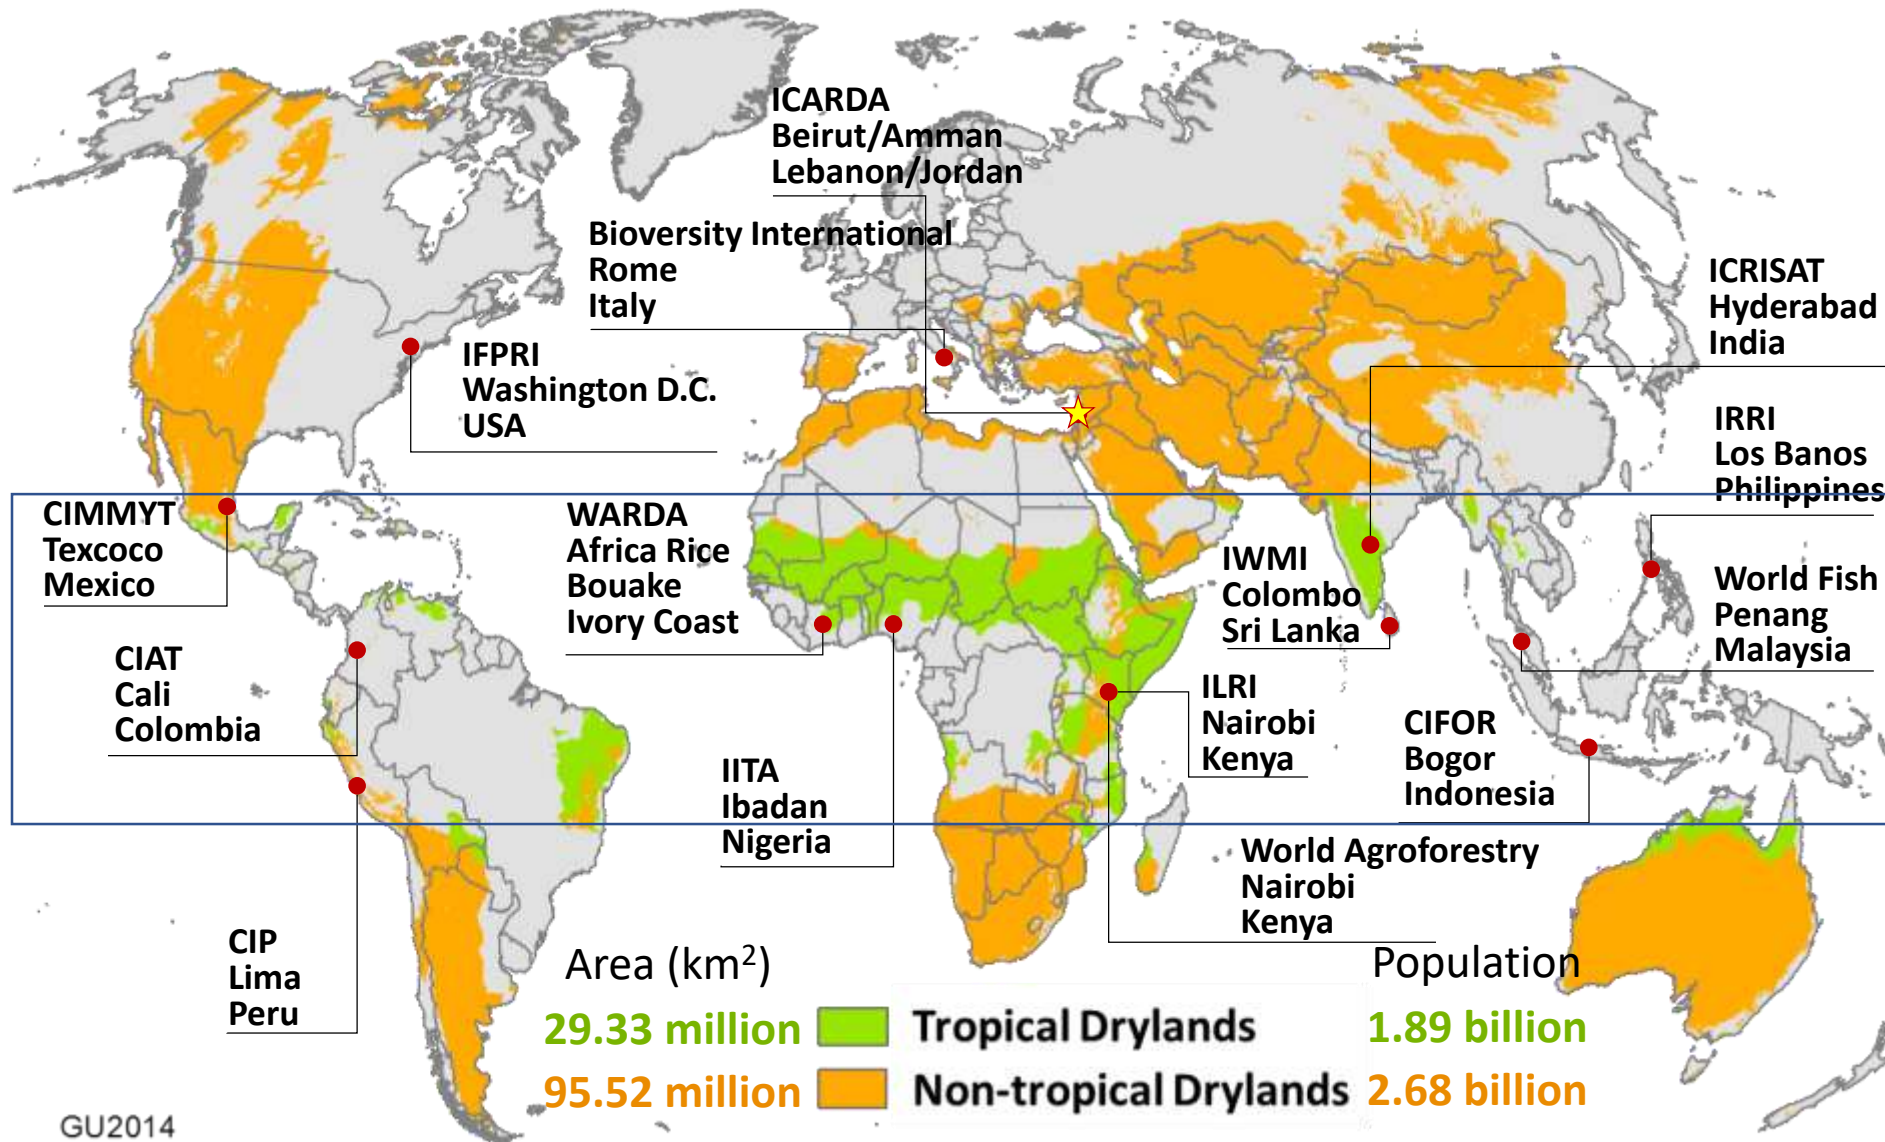 ICARDA
Beirut/Amman
Lebanon/Jordan
Bioversity International
Rome
Italy
ICRISAT
Hyderabad
India
IFPRI
Washington D.C.
USA
IRRI
Los Banos
Philippines
CIMMYT
Texcoco
Mexico
WARDA
Africa Rice
Bouake
Ivory Coast
IWMI
Colombo
Sri Lanka
World Fish
Penang
Malaysia
CIAT
Cali
Colombia
ILRI
Nairobi
Kenya
CIFOR
Bogor
Indonesia
IITA
Ibadan
Nigeria
World Agroforestry
Nairobi
Kenya
CIP
Lima
Peru
Area (km²)
Population
29.33 million Tropical Drylands 1.89 billion
95.52 million Non-tropical Drylands 2.68 billion
GU2014